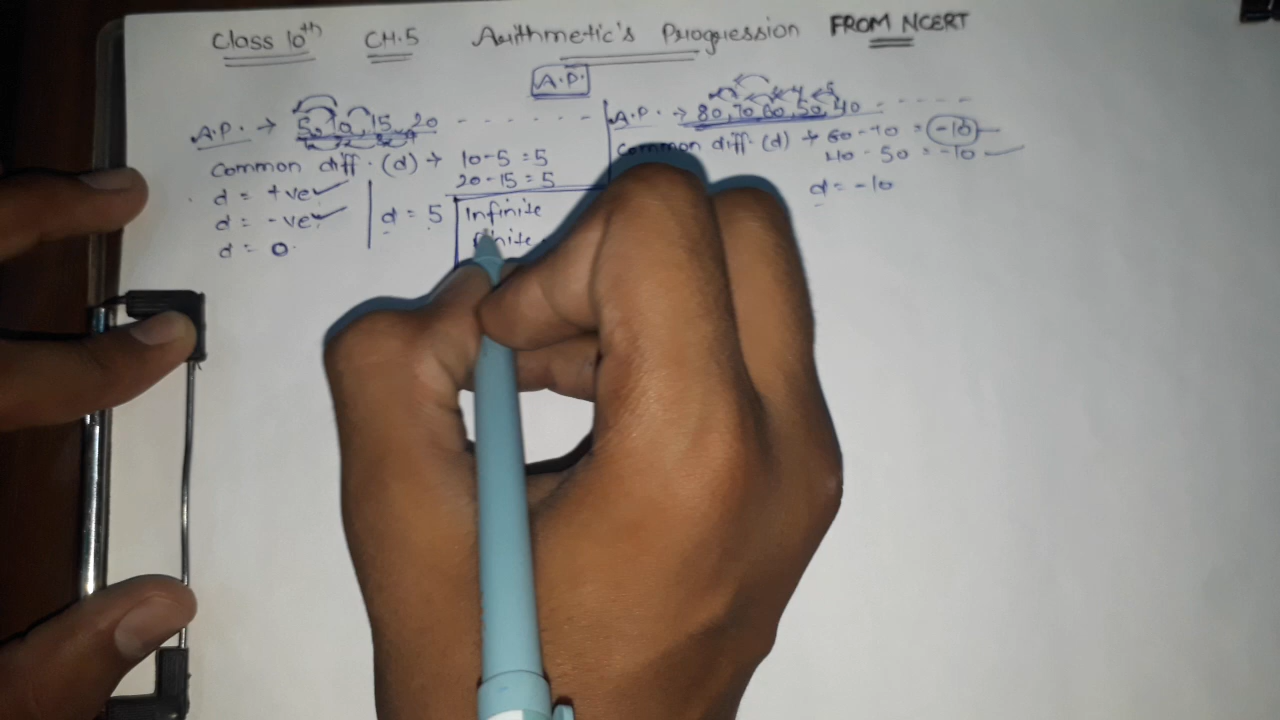 Class 10th CH.5 Arithmetic's Progression FROM NCERT
A.P.
A.P. → 5, 10, 15, 20 ------
Common diff. (d) → 10-5 = 5
20-15 = 5
d = +ve ✓
d = -ve ✓
d = 0
d = 5
Infinite
finite
A.P. → 80, 70, 60, 50, 40 -----
Common diff. (d) → 60-70 = -10
40-50 = -10 ✓
d = -10